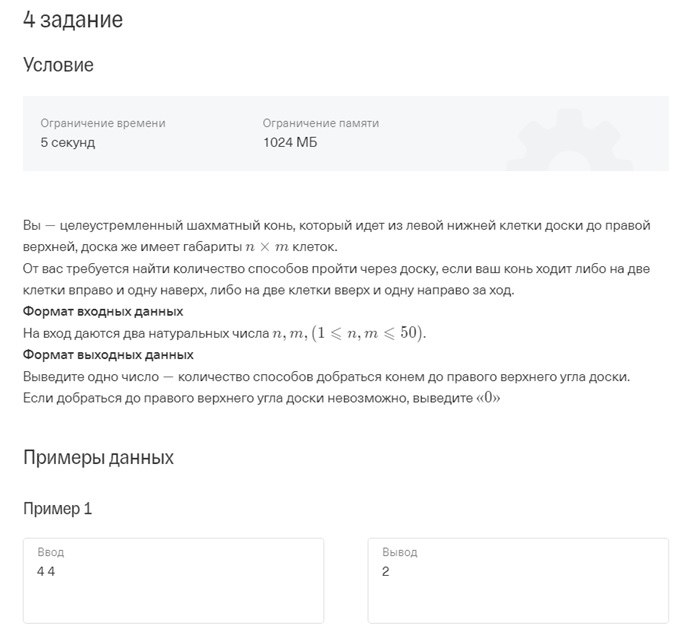 4 задание
Условие
Ограничение времени
5 секунд
Ограничение памяти
1024 МБ
Вы — целеустремленный шахматный конь, который идет из левой нижней клетки доски до правой
верхней, доска же имеет габариты n × m клеток.
От вас требуется найти количество способов пройти через доску, если ваш конь ходит либо на две
клетки вправо и одну наверх, либо на две клетки вверх и одну направо за ход.
Формат входных данных
На вход даются два натуральных числа n, m, (1 ⩽ n, m ⩽ 50).
Формат выходных данных
Выведите одно число — количество способов добраться конем до правого верхнего угла доски.
Если добраться до правого верхнего угла доски невозможно, выведите «0»
Примеры данных
Пример 1
Ввод
4 4
Вывод
2